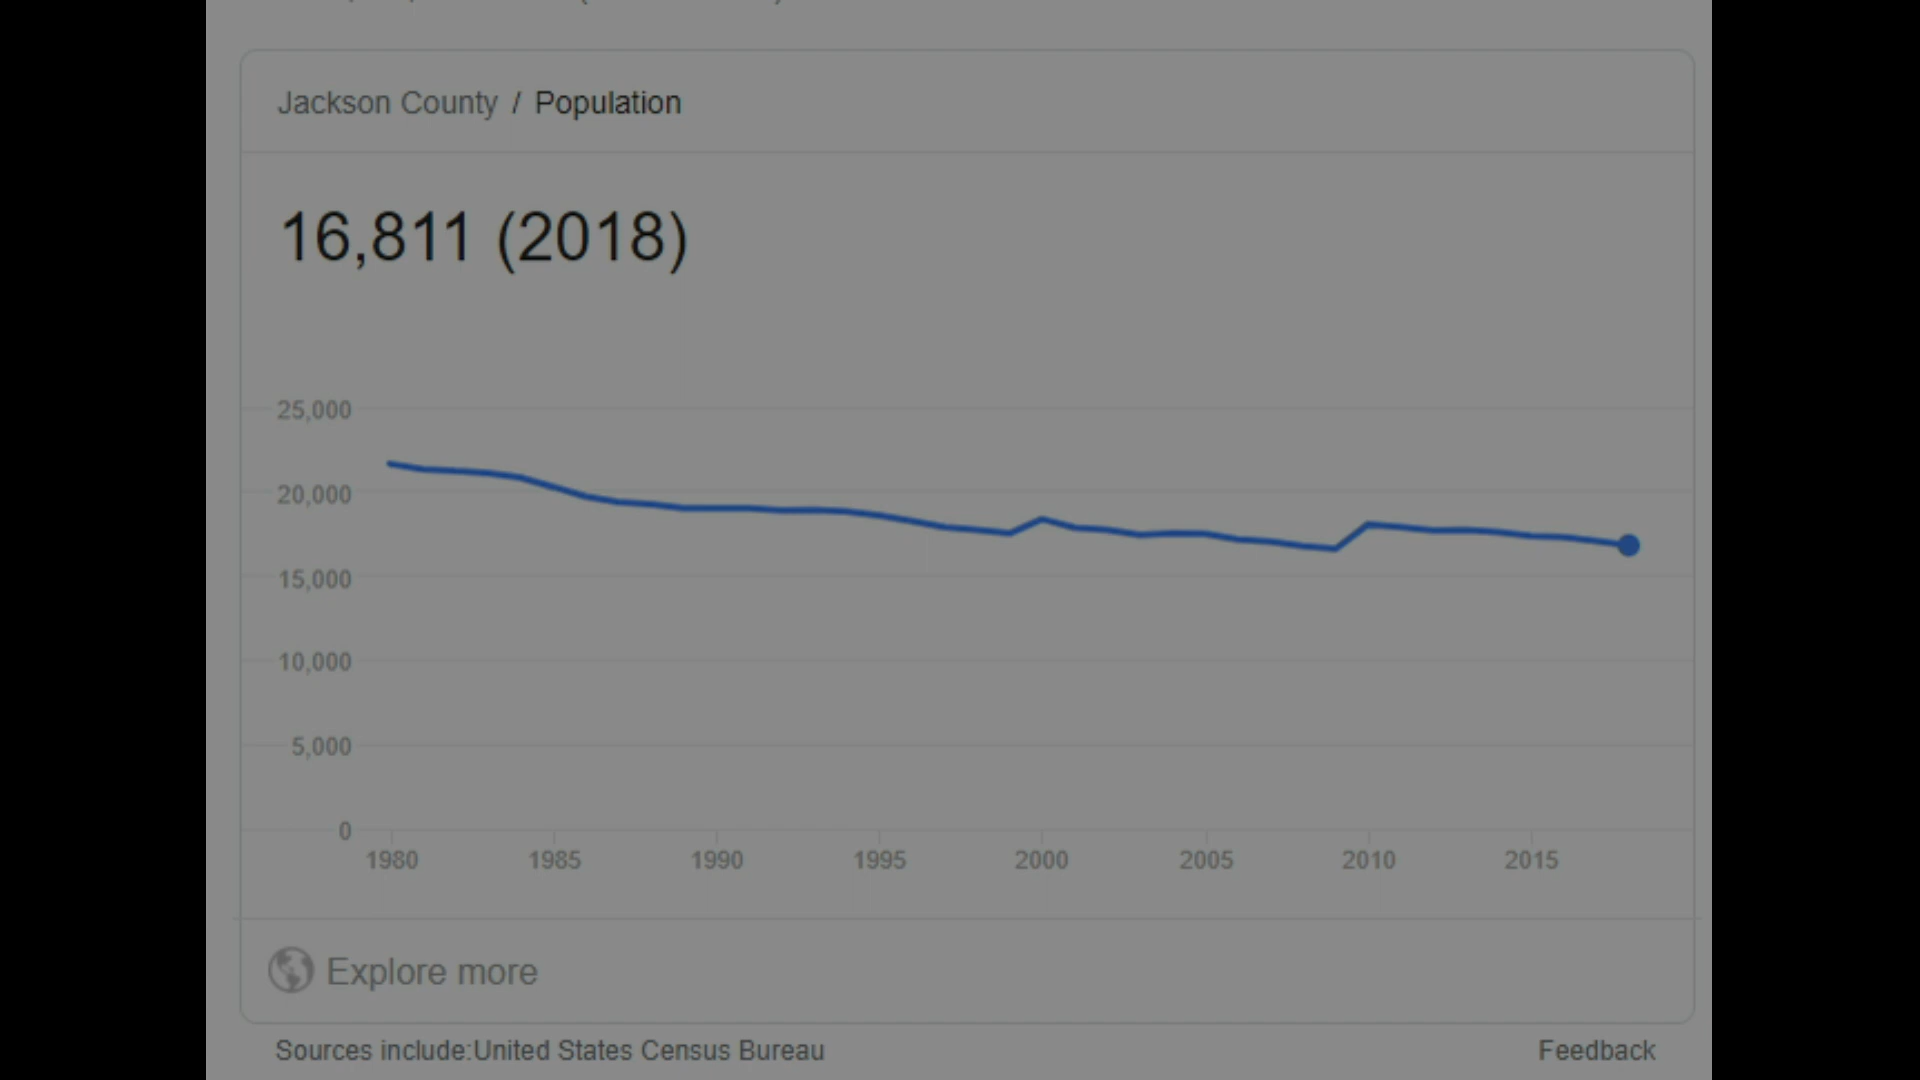 Jackson County / Population
16,811 (2018)
25,000
20,000
15,000
10,000
5,000
0
1980 1985 1990 1995 2000 2005 2010 2015
Explore more
Sources include:United States Census Bureau Feedback